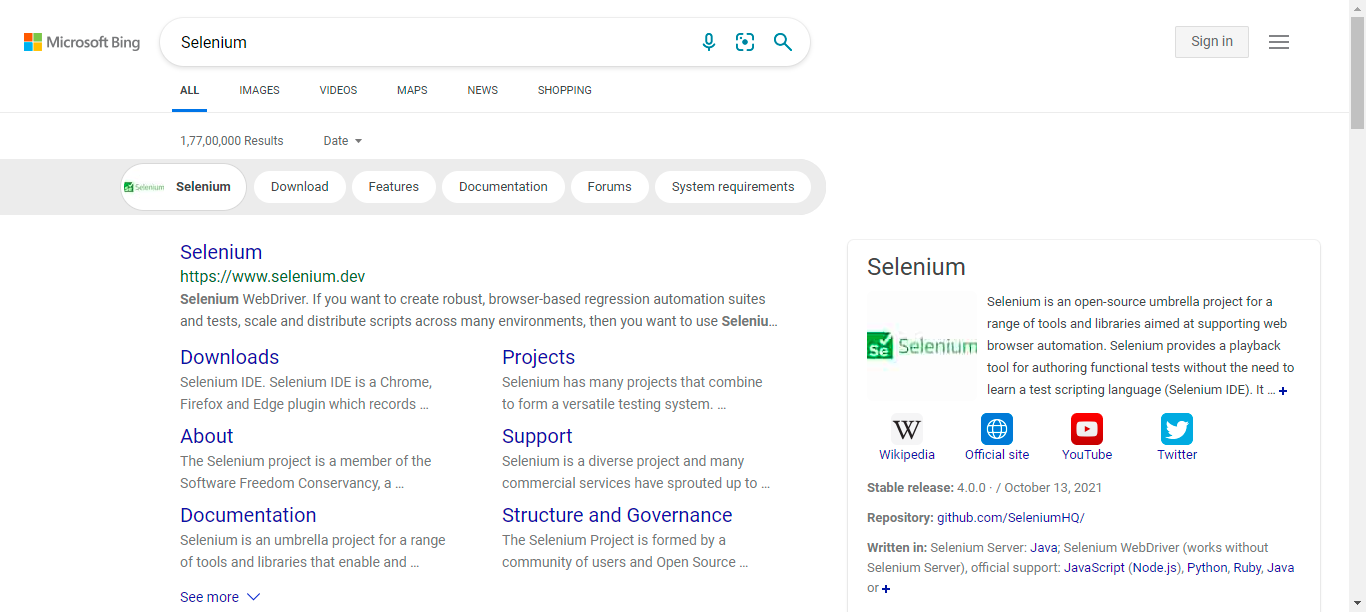 Microsoft Bing
Selenium
Sign in
ALL IMAGES VIDEOS MAPS NEWS SHOPPING
1,77,00,000 Results Date
Selenium Selenium Download Features Documentation Forums System requirements
Selenium
https://www.selenium.dev
Selenium WebDriver. If you want to create robust, browser-based regression automation suites
and tests, scale and distribute scripts across many environments, then you want to use Seleniu...
Downloads
Selenium IDE. Selenium IDE is a Chrome,
Firefox and Edge plugin which records ...
Projects
Selenium has many projects that combine
to form a versatile testing system. ...
About
The Selenium project is a member of the
Software Freedom Conservancy, a ...
Support
Selenium is a diverse project and many
commercial services have sprouted up to ...
Documentation
Selenium is an umbrella project for a range
of tools and libraries that enable and ...
Structure and Governance
The Selenium Project is formed by a
community of users and Open Source ...
See more
Selenium
Se Selenium
Selenium is an open-source umbrella project for a
range of tools and libraries aimed at supporting web
browser automation. Selenium provides a playback
tool for authoring functional tests without the need to
learn a test scripting language (Selenium IDE). It ... +
W
Wikipedia Official site YouTube Twitter
Stable release: 4.0.0 · / October 13, 2021
Repository: github.com/SeleniumHQ/
Written in: Selenium Server: Java; Selenium WebDriver (works without
Selenium Server), official support: JavaScript (Node.js), Python, Ruby, Java
or +